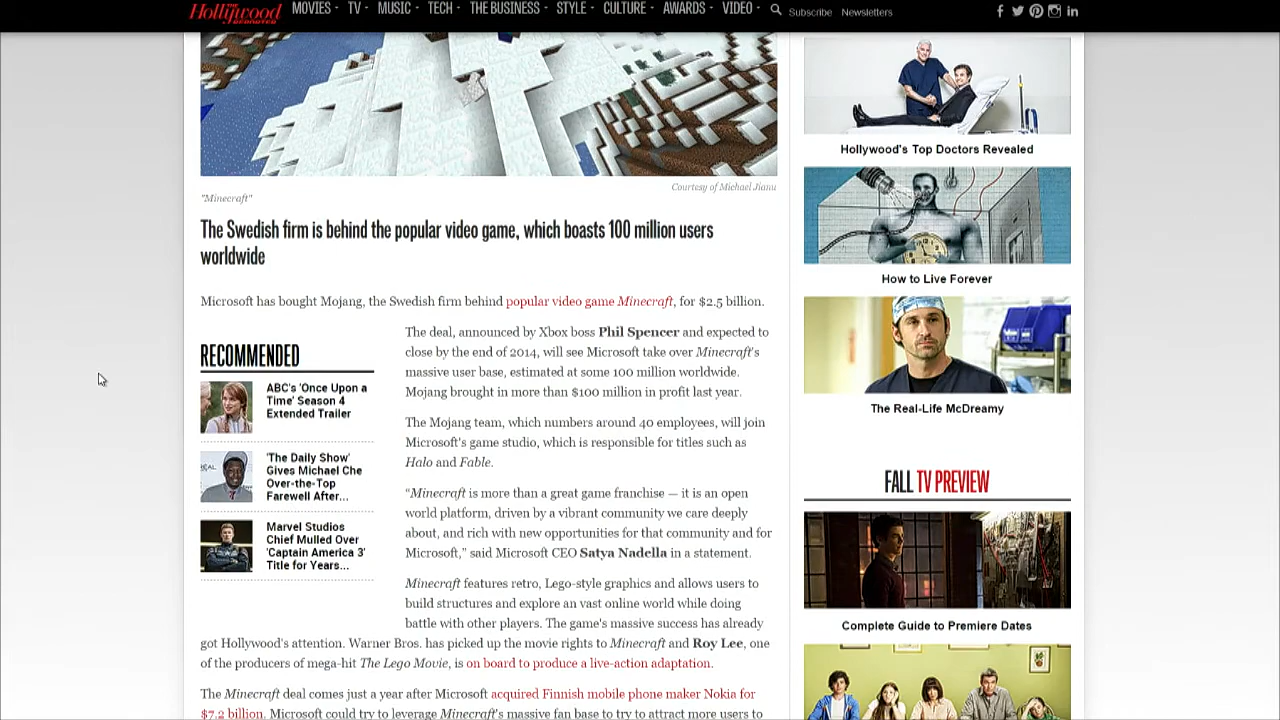 THE
Hollywood
REPORTER
MOVIES TV MUSIC TECH THE BUSINESS STYLE CULTURE AWARDS VIDEO Subscribe Newsletters
Courtesy of Michael Jianu
"Minecraft"
The Swedish firm is behind the popular video game, which boasts 100 million users
worldwide
Microsoft has bought Mojang, the Swedish firm behind popular video game Minecraft, for $2.5 billion.
The deal, announced by Xbox boss Phil Spencer and expected to
close by the end of 2014, will see Microsoft take over Minecraft's
massive user base, estimated at some 100 million worldwide.
Mojang brought in more than $100 million in profit last year.
The Mojang team, which numbers around 40 employees, will join
Microsoft's game studio, which is responsible for titles such as
Halo and Fable.
"Minecraft is more than a great game franchise — it is an open
world platform, driven by a vibrant community we care deeply
about, and rich with new opportunities for that community and for
Microsoft," said Microsoft CEO Satya Nadella in a statement.
Minecraft features retro, Lego-style graphics and allows users to
build structures and explore an vast online world while doing
battle with other players. The game's massive success has already
got Hollywood's attention. Warner Bros. has picked up the movie rights to Minecraft and Roy Lee, one
of the producers of mega-hit The Lego Movie, is on board to produce a live-action adaptation.
The Minecraft deal comes just a year after Microsoft acquired Finnish mobile phone maker Nokia for
$7.2 billion. Microsoft could try to leverage Minecraft's massive fan base to try to attract more users to
RECOMMENDED
ABC's 'Once Upon a
Time' Season 4
Extended Trailer
'The Daily Show'
Gives Michael Che
Over-the-Top
Farewell After...
Marvel Studios
Chief Mulled Over
'Captain America 3'
Title for Years...
Hollywood's Top Doctors Revealed
How to Live Forever
The Real-Life McDreamy
FALL TV PREVIEW
Complete Guide to Premiere Dates